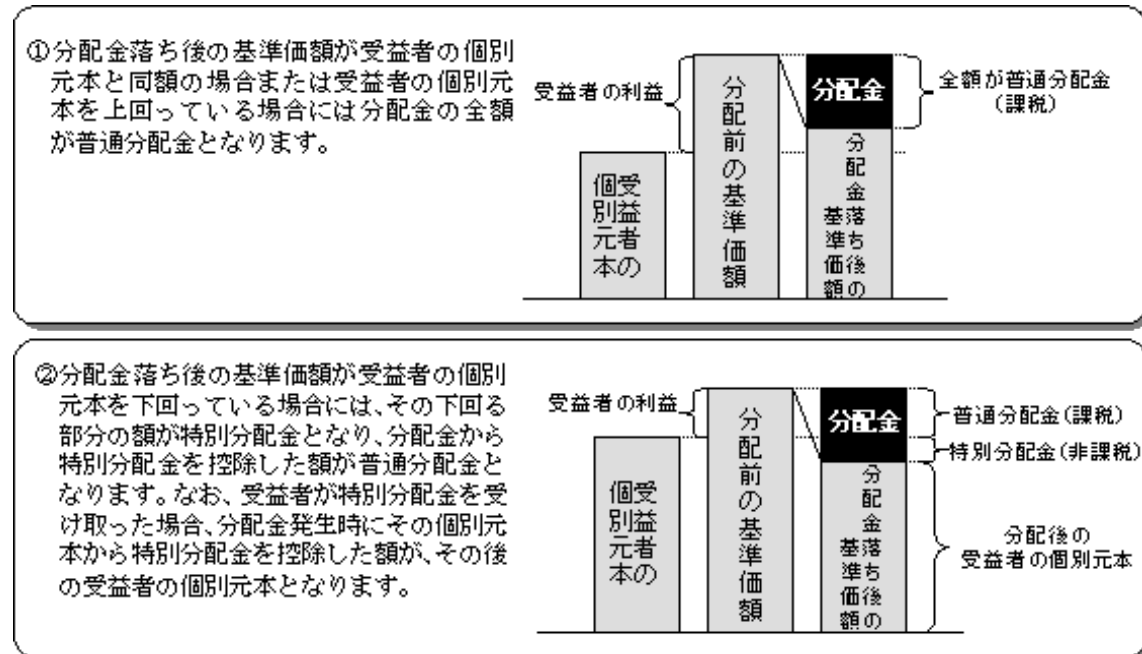 ①分配金落ち後の基準価額が受益者の個別
元本と同額の場合または受益者の個別元
本を上回っている場合には分配金の全額
が普通分配金となります。
受益者の利益
個別元本
受益者の
分配前の基準価額
分配金
分配金落ち後の
基準価額
全額が普通分配金
(課税)
②分配金落ち後の基準価額が受益者の個別
元本を下回っている場合には、その下回る
部分の額が特別分配金となり、分配金から
特別分配金を控除した額が普通分配金と
なります。なお、受益者が特別分配金を受
け取った場合、分配金発生時にその個別元
本から特別分配金を控除した額が、その後
の受益者の個別元本となります。
受益者の利益
受益者の
個別元本
分配前の基準価額
分配金
分配金落ち後の
基準価額
普通分配金(課税)
特別分配金(非課税)
分配後の
受益者の個別元本